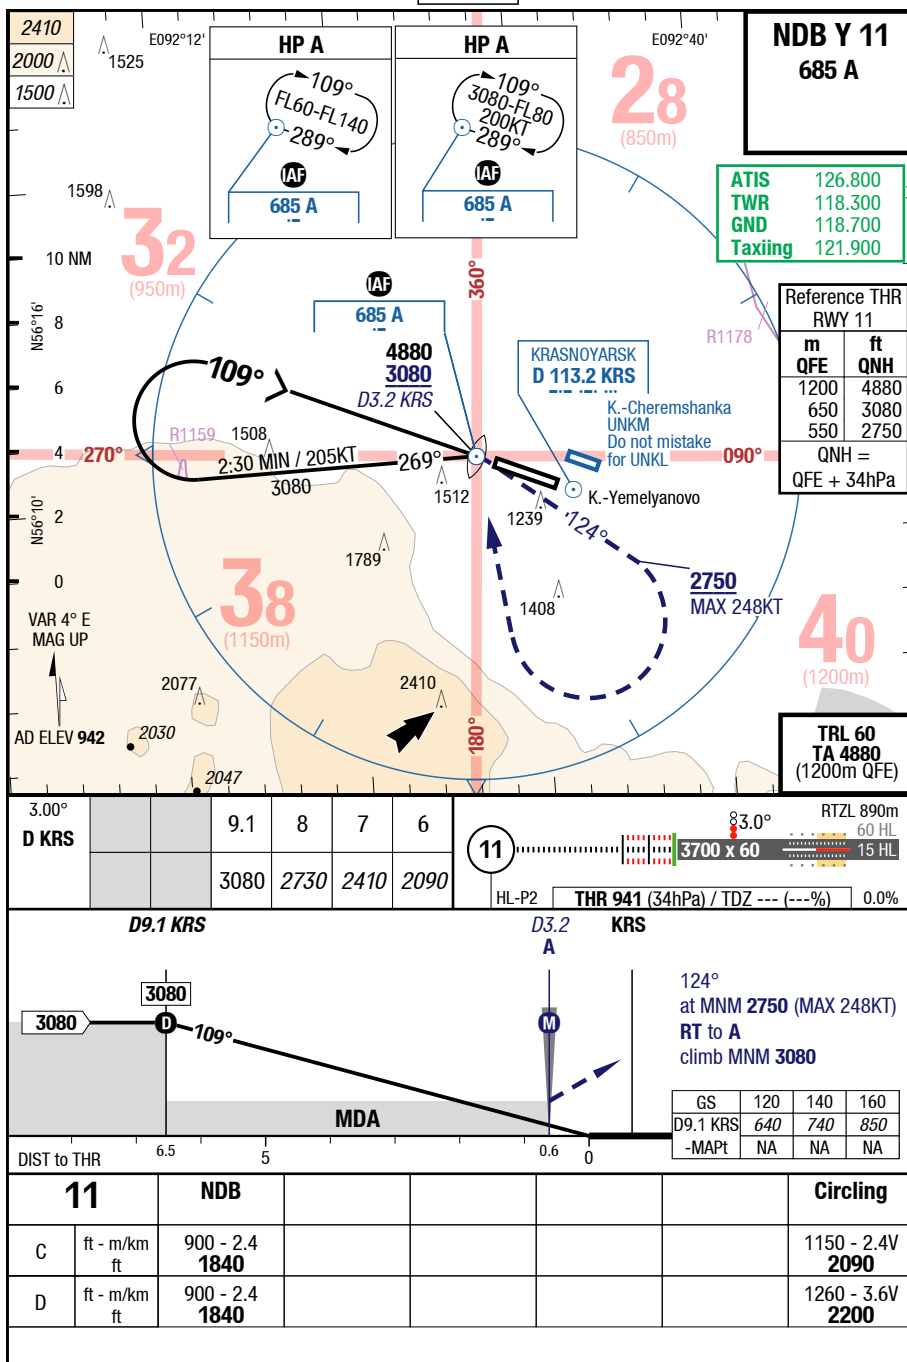 2410
2000
1500
E092°12'
1525
HP A
109°
FL60-FL140
289°
IAF
685 A
HP A
109°
3080-FL80
200KT
289°
IAF
685 A
E092°40'
28
(850m)
NDB Y 11
685 A
ATIS 126.800
TWR 118.300
GND 118.700
Taxiing 121.900
1598
32
(950m)
10 NM
8
6
4
2
0
N56°16'
N56°10'
360°
IAF
685 A
4880
3080
D3.2 KRS
109°
KRASNOYARSK
D 113.2 KRS
K.-Cheremshanka
UNKM
Do not mistake
for UNKL
R1178
Reference THR
RWY 11
m ft
QFE QNH
1200 4880
650 3080
550 2750
QNH =
QFE + 34hPa
R1159
1508
270°
2:30 MIN / 205KT
269°
3080
090°
1512
1239
K.-Yemelyanovo
124°
1789
38
(1150m)
1408
2750
MAX 248KT
40
(1200m)
VAR 4° E
MAG UP
2077
2410
2030
AD ELEV 942
2047
180°
TRL 60
TA 4880
(1200m QFE)
3.00°
D KRS
9.1 8 7 6
3080 2730 2410 2090
11
3.0°
RTZL 890m
60 HL
3700 x 60
15 HL
HL-P2
THR 941 (34hPa) / TDZ --- (---%)
0.0%
D9.1 KRS
D3.2
A
KRS
3080
3080
D
109°
M
MDA
124°
at MNM 2750 (MAX 248KT)
RT to A
climb MNM 3080
GS 120 140 160
D9.1 KRS 640 740 850
-MAPt NA NA NA
DIST to THR
6.5 5 0.6 0
11 NDB Circling
C ft - m/km 900 - 2.4 1150 - 2.4V
ft 1840 2090
D ft - m/km 900 - 2.4 1260 - 3.6V
ft 1840 2200